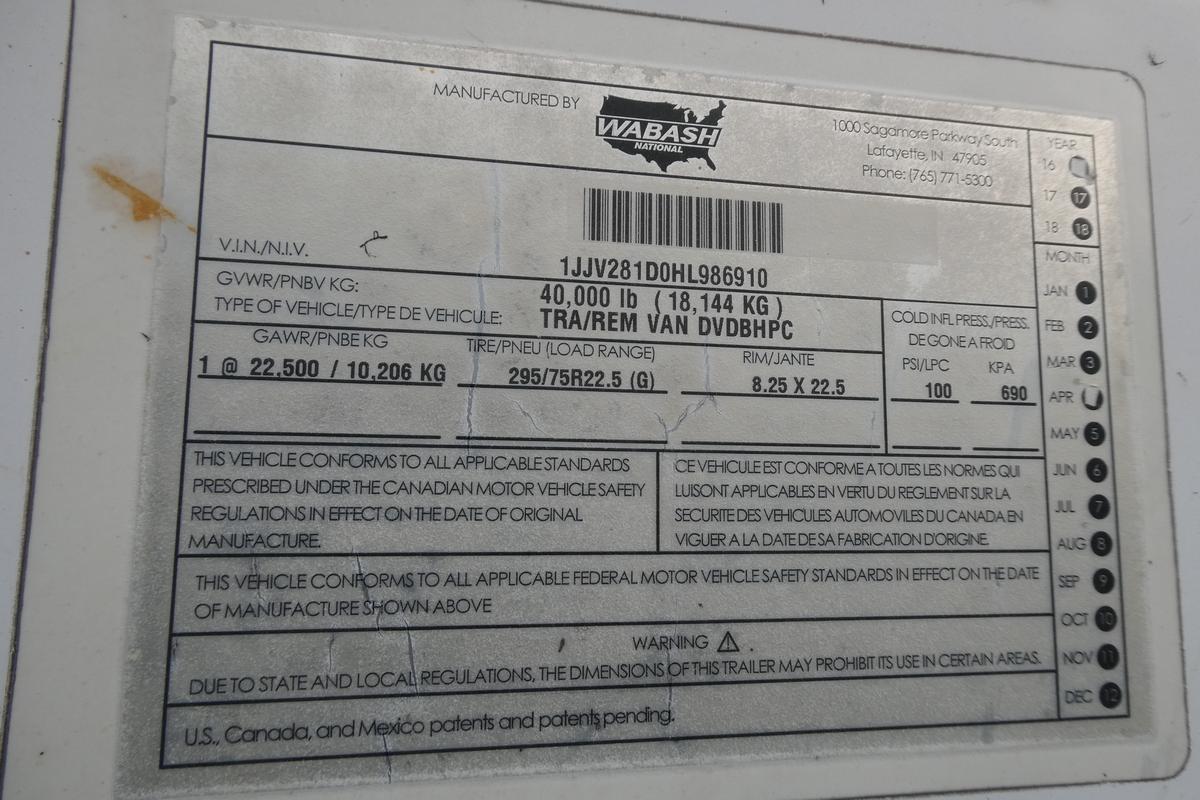 MANUFACTURED BY
WABASH
NATIONAL
1000 Sagamore Parkway South
Lafayette, IN 47905
Phone: (765) 771-5300
V.I.N./N.I.V.
1JJV281D0HL986910
GVWR/PNBV KG:
40,000 lb ( 18,144 KG )
TYPE OF VEHICLE/TYPE DE VEHICULE:
TRA/REM VAN DVDBHPC
GAWR/PNBE KG
TIRE/PNEU (LOAD RANGE)
RIM/JANTE
COLD INFL PRESS./PRESS.
DE GONE A FROID
PSI/LPC KPA
1 @ 22,500 / 10,206 KG
295/75R22.5 (G)
8.25 X 22.5
100 690
THIS VEHICLE CONFORMS TO ALL APPLICABLE STANDARDS
PRESCRIBED UNDER THE CANADIAN MOTOR VEHICLE SAFETY
REGULATIONS IN EFFECT ON THE DATE OF ORIGINAL
MANUFACTURE.
CE VEHICULE EST CONFORME A TOUTES LES NORMES QUI
LUISONT APPLICABLES EN VERTU DU REGLEMENT SUR LA
SECURITE DES VEHICULES AUTOMOVILES DU CANADA EN
VIGUER A LA DATE DE SA FABRICATION D'ORIGINE.
THIS VEHICLE CONFORMS TO ALL APPLICABLE FEDERAL MOTOR VEHICLE SAFETY STANDARDS IN EFFECT ON THE DATE
OF MANUFACTURE SHOWN ABOVE
WARNING
DUE TO STATE AND LOCAL REGULATIONS, THE DIMENSIONS OF THIS TRAILER MAY PROHIBIT ITS USE IN CERTAIN AREAS.
U.S., Canada, and Mexico patents and patents pending.
YEAR
16
17 17
18 18
MONTH
JAN 1
FEB 2
MAR 3
APR
MAY 5
JUN 6
JUL 7
AUG 8
SEP 9
OCT 10
NOV 11
DEC 12